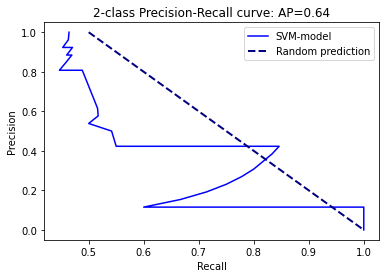 2-class Precision-Recall curve: AP=0.64
SVM-model
Random prediction
Precision
1.0
0.8
0.6
0.4
0.2
0.0
0.5 0.6 0.7 0.8 0.9 1.0
Recall